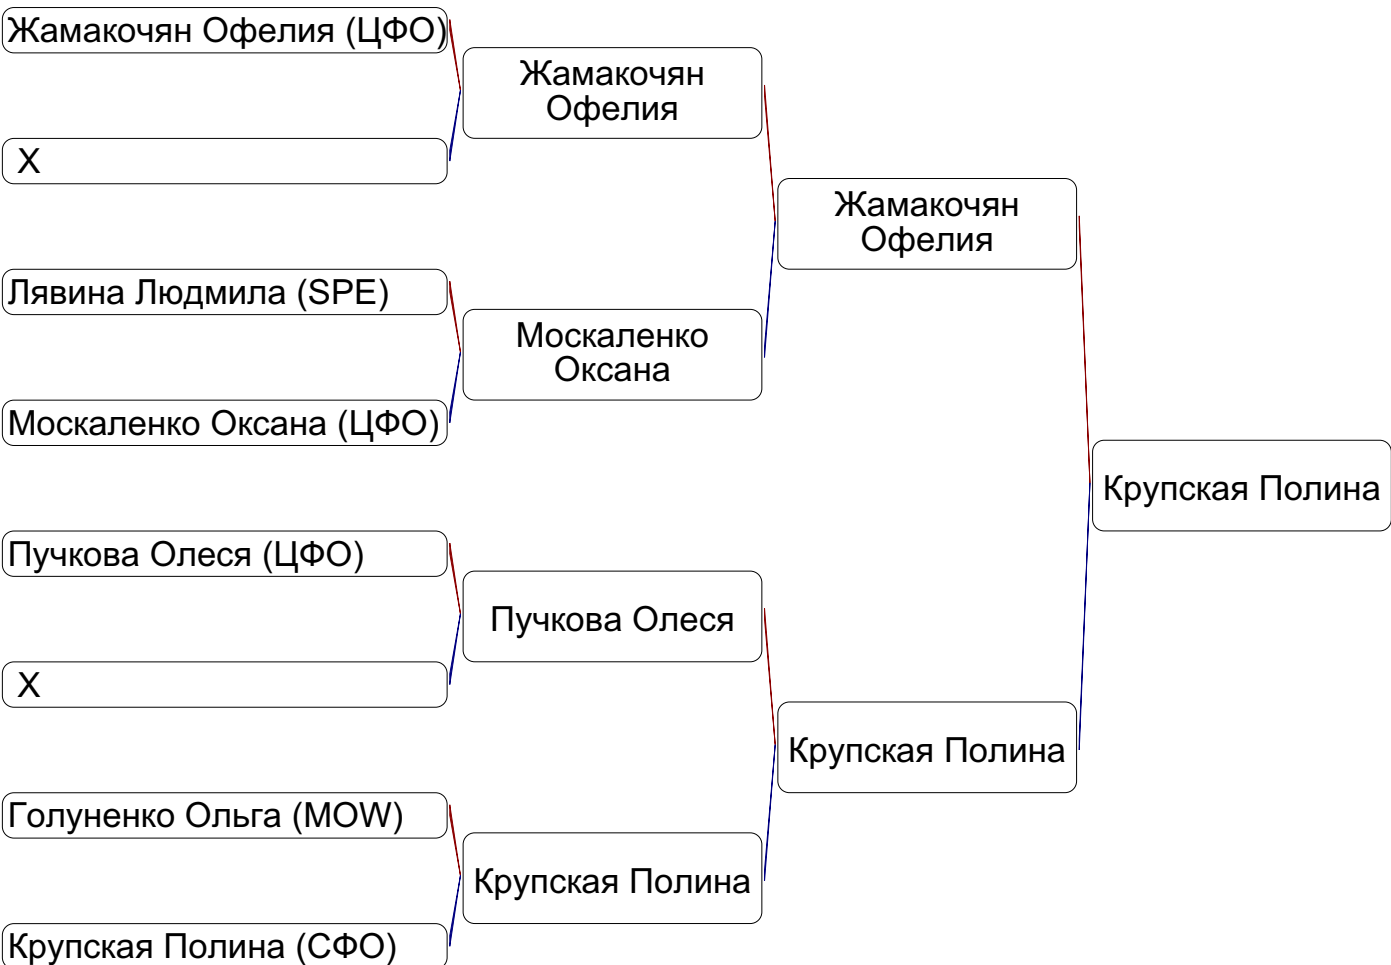 Жамакочян Офелия (ЦФО)
Жамакочян
Офелия
X
Жамакочян
Офелия
Лявина Людмила (SPE)
Москаленко
Оксана
Москаленко Оксана (ЦФО)
Крупская Полина
Пучкова Олеся (ЦФО)
Пучкова Олеся
X
Крупская Полина
Голуненко Ольга (MOW)
Крупская Полина
Крупская Полина (СФО)